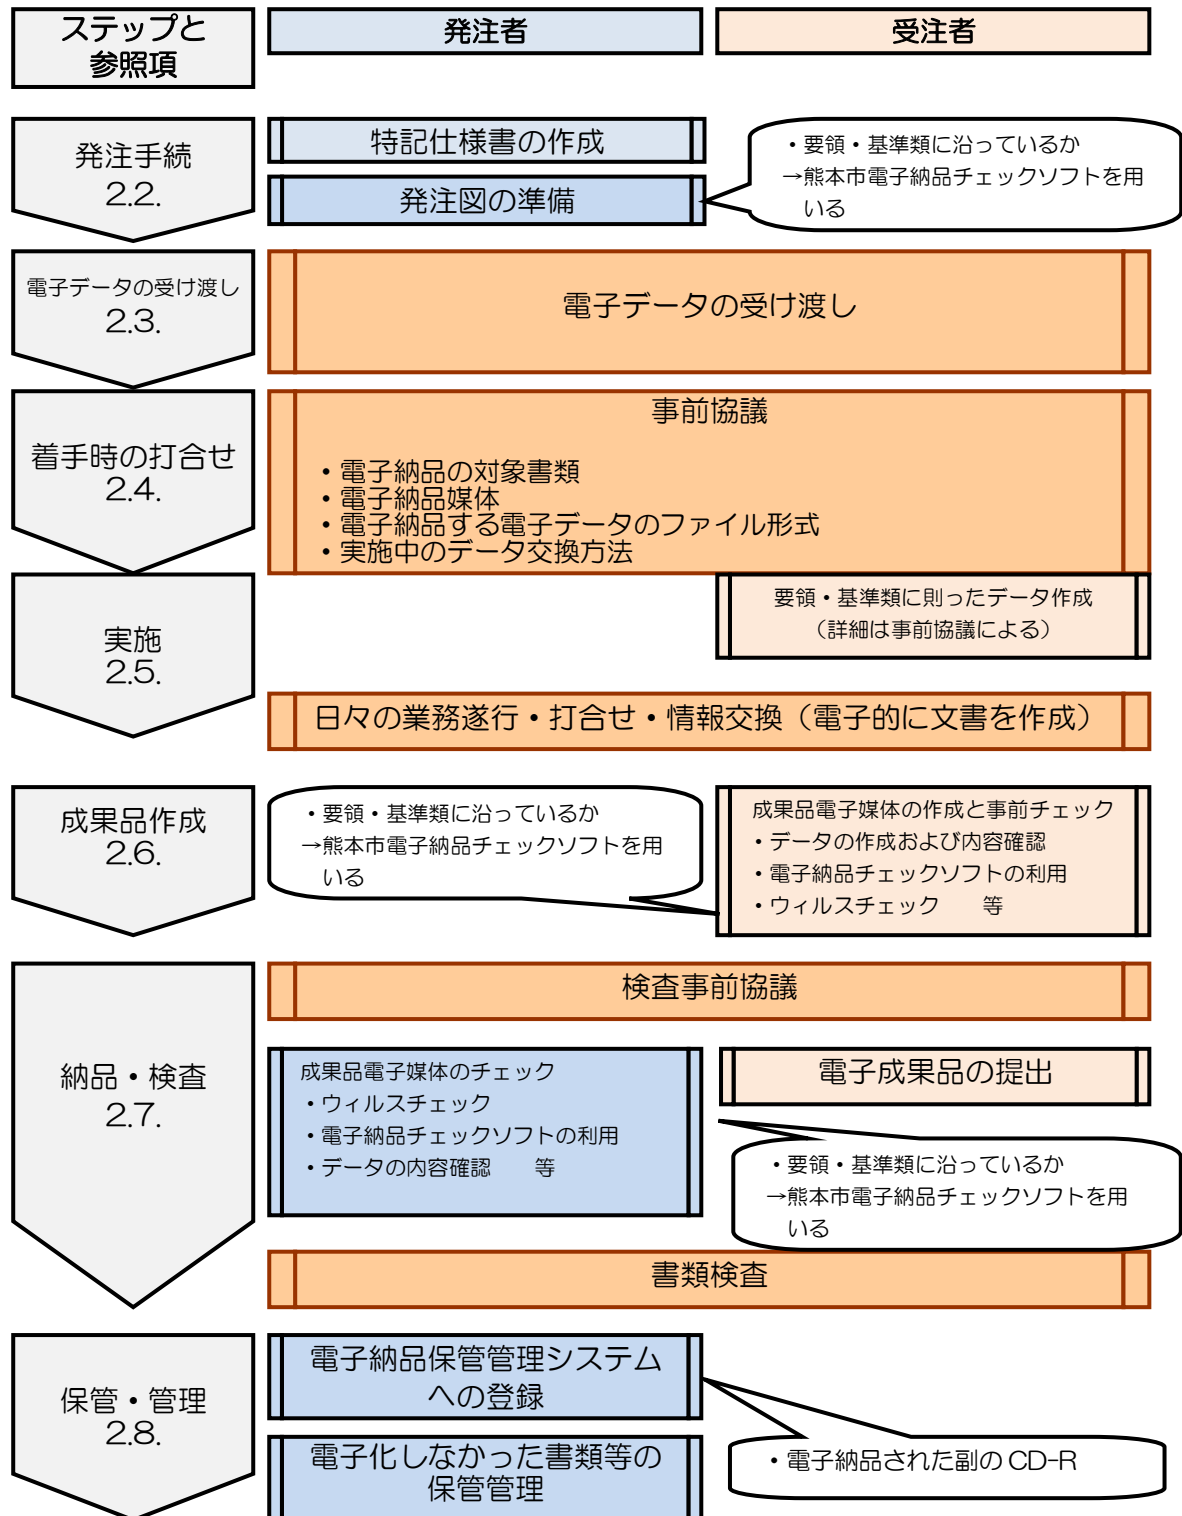 ステップと
参照項
発注者
受注者
発注手続
2.2.
特記仕様書の作成
発注図の準備
・要領・基準類に沿っているか
→熊本市電子納品チェックソフトを用
いる
電子データの受け渡し
2.3.
電子データの受け渡し
着手時の打合せ
2.4.
事前協議
・電子納品の対象書類
・電子納品媒体
・電子納品する電子データのファイル形式
・実施中のデータ交換方法
実施
2.5.
要領・基準類に則ったデータ作成
（詳細は事前協議による）
日々の業務遂行・打合せ・情報交換（電子的に文書を作成）
成果品作成
2.6.
・要領・基準類に沿っているか
→熊本市電子納品チェックソフトを用
いる
成果品電子媒体の作成と事前チェック
・データの作成および内容確認
・電子納品チェックソフトの利用
・ウィルスチェック　　等
納品・検査
2.7.
検査事前協議
成果品電子媒体のチェック
・ウィルスチェック
・電子納品チェックソフトの利用
・データの内容確認　　等
電子成果品の提出
・要領・基準類に沿っているか
→熊本市電子納品チェックソフトを用
いる
書類検査
保管・管理
2.8.
電子納品保管管理システム
への登録
電子化しなかった書類等の
保管管理
・電子納品された副の CD-R